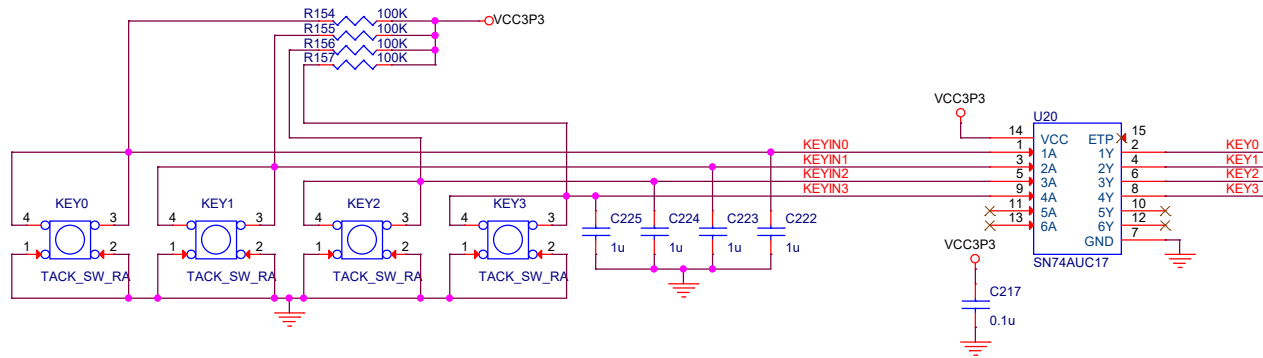 R154 100K
VCC3P3
R155 100K
R156 100K
R157 100K
VCC3P3
U20
14 VCC ETP 15
KEYIN0 1 1A 1Y 2 KEY0
KEYIN1 3 2A 2Y 4 KEY1
KEYIN2 5 3A 3Y 6 KEY2
KEYIN3 9 4A 4Y 8 KEY3
11 5A 5Y 10
13 6A 6Y 12
GND 7
SN74AUC17
KEY0 KEY1 KEY2 KEY3
4 3 4 3 4 3 4 3
C225 C224 C223 C222
1u 1u 1u 1u
1 2 1 2 1 2 1 2
TACK_SW_RA TACK_SW_RA TACK_SW_RA TACK_SW_RA
VCC3P3
C217
0.1u